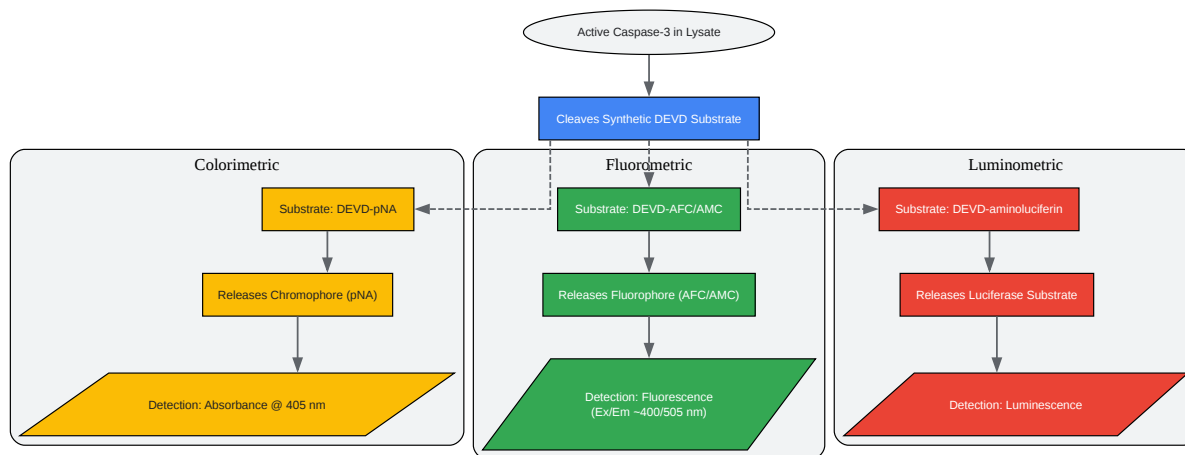 Active Caspase-3 in Lysate
Cleaves Synthetic DEVD Substrate
Colorimetric
Substrate: DEVD-pNA
Releases Chromophore (pNA)
Detection: Absorbance @ 405 nm
Fluorometric
Substrate: DEVD-AFC/AMC
Releases Fluorophore (AFC/AMC)
Detection: Fluorescence
(Ex/Em ~400/505 nm)
Luminometric
Substrate: DEVD-aminoluciferin
Releases Luciferase Substrate
Detection: Luminescence